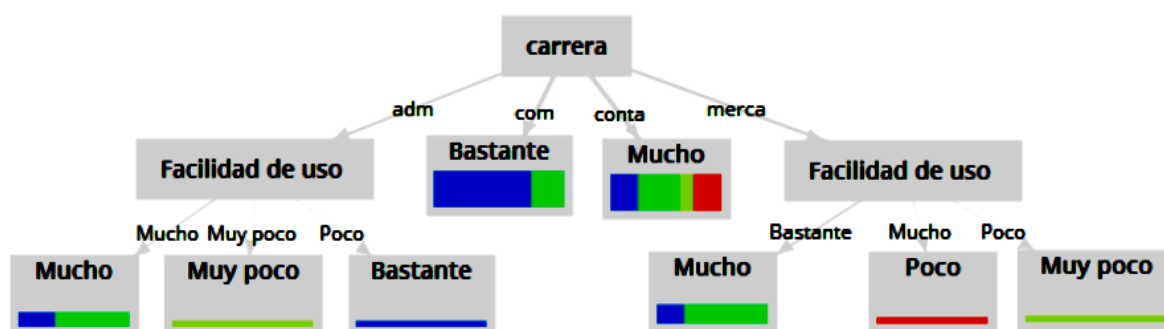 carrera
adm
com
conta
merca
Facilidad de uso
Bastante
Mucho
Facilidad de uso
Mucho
Muy poco
Poco
Bastante
Mucho
Poco
Mucho
Muy poco
Bastante
Mucho
Poco
Muy poco